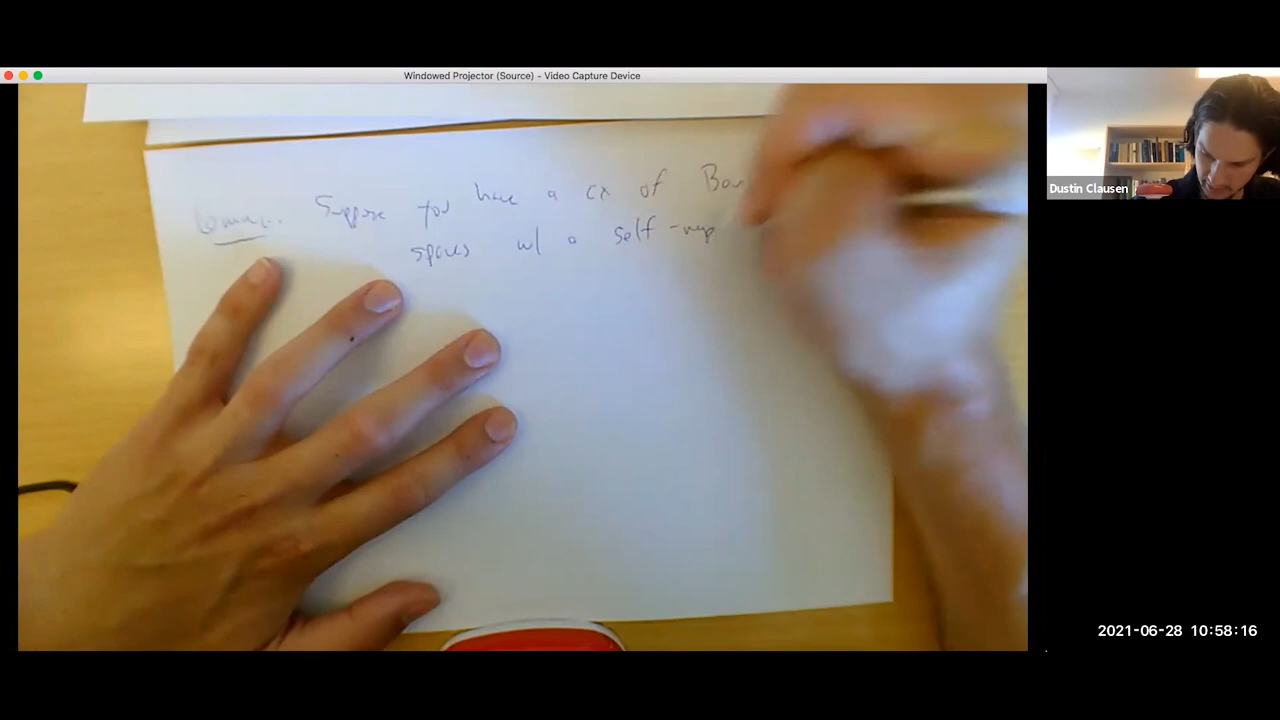 Windowed Projector (Source) - Video Capture Device
Dustin Clausen
Lemma. Suppose you have a cx of Ban
spaces w/ a self-map
2021-06-28 10:58:16